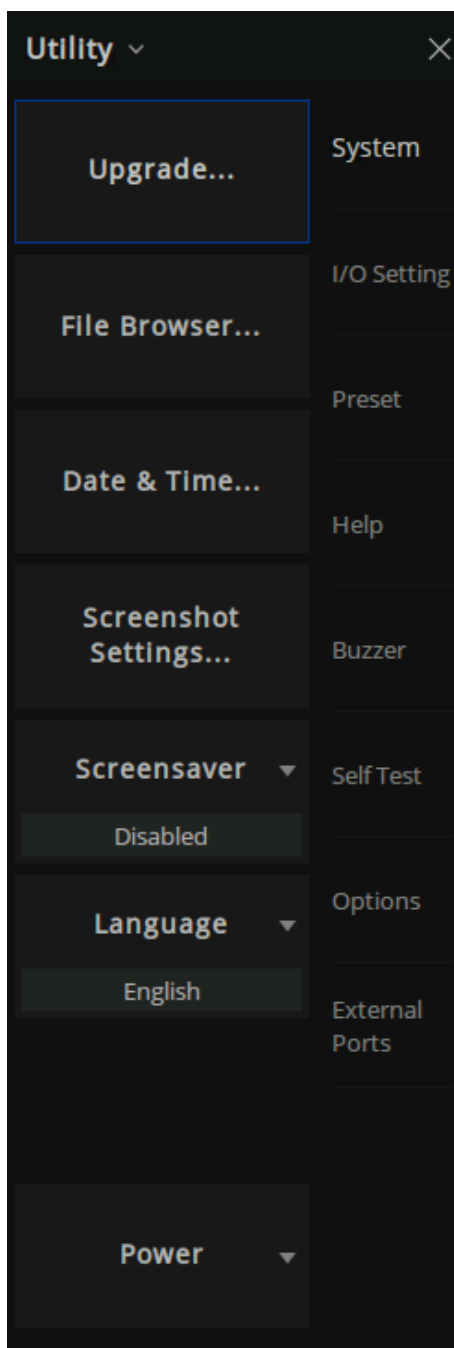 Utility
Upgrade...
File Browser...
Date & Time...
Screenshot
Settings...
Screensaver
Disabled
Language
English
Power
System
I/O Setting
Preset
Help
Buzzer
Self Test
Options
External
Ports